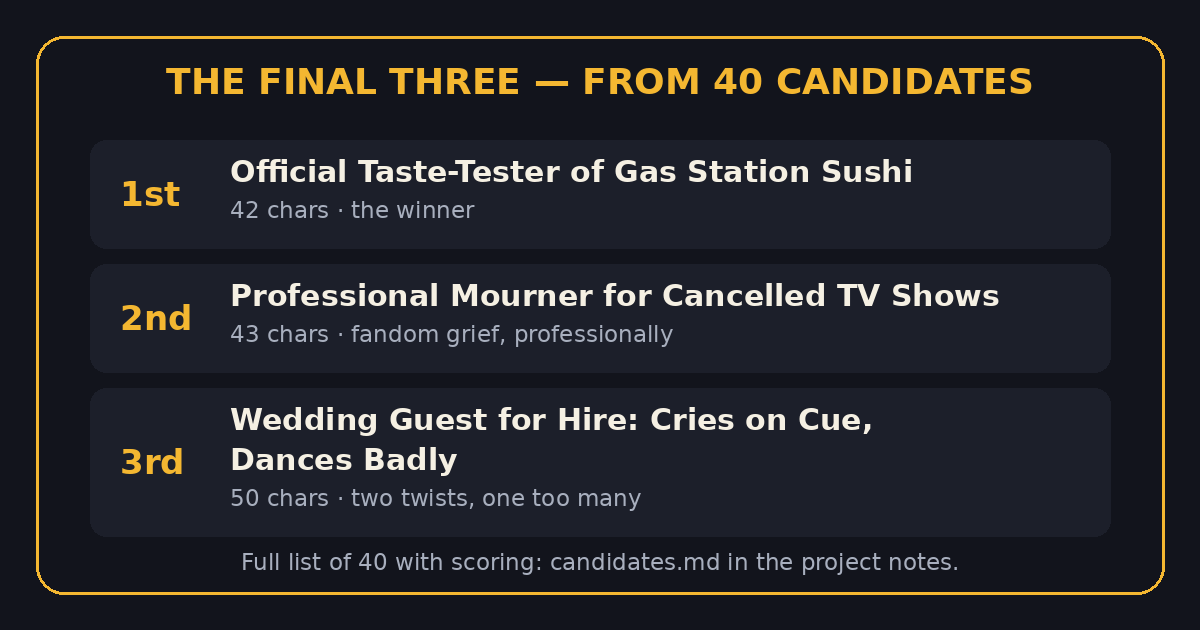 THE FINAL THREE — FROM 40 CANDIDATES
1st
Official Taste-Tester of Gas Station Sushi
42 chars · the winner
2nd
Professional Mourner for Cancelled TV Shows
43 chars · fandom grief, professionally
3rd
Wedding Guest for Hire: Cries on Cue,
Dances Badly
50 chars · two twists, one too many
Full list of 40 with scoring: candidates.md in the project notes.